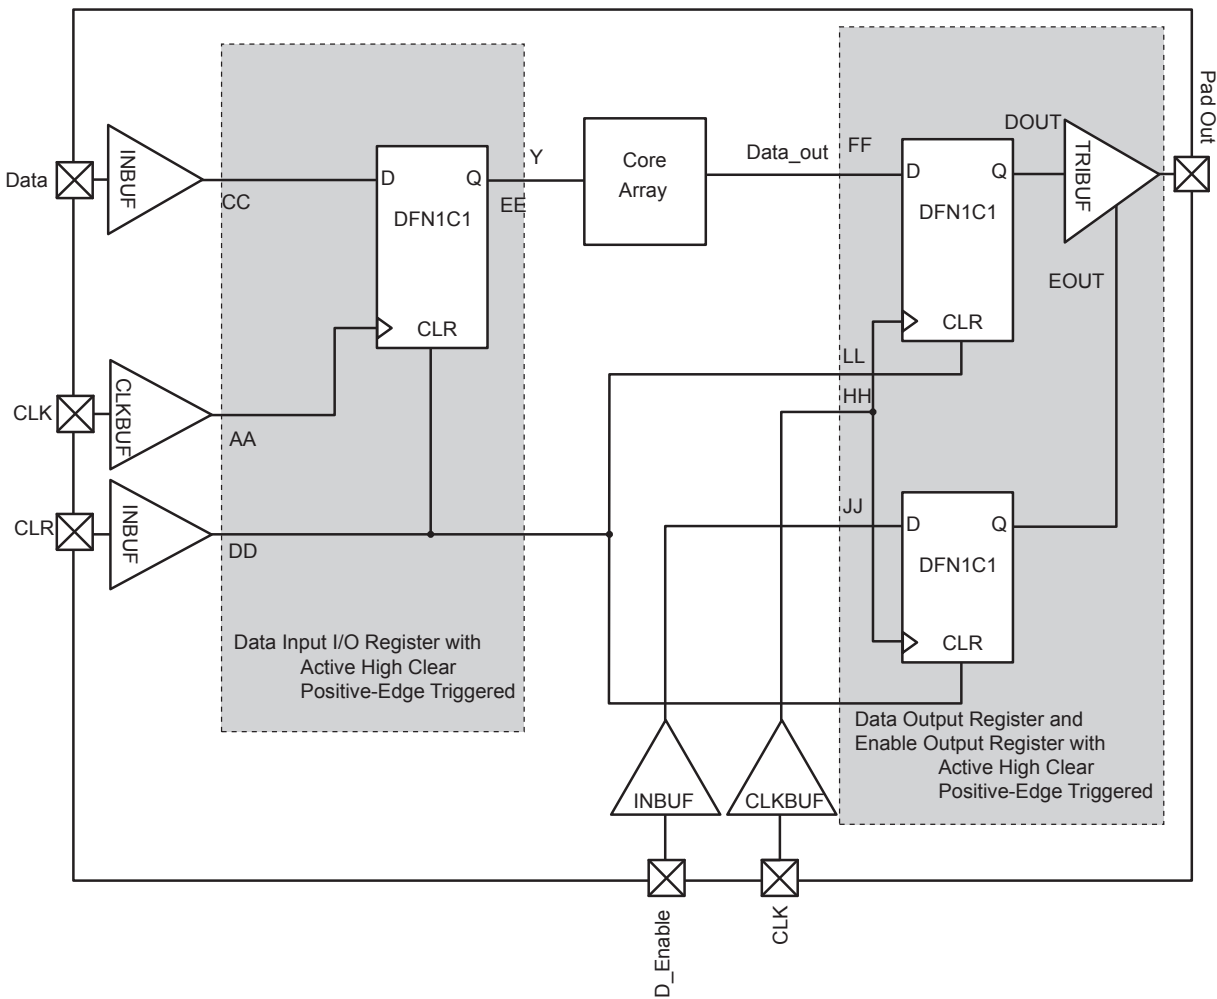 Pad Out
DOUT
FF
Data_out
Y
Core
Array
INBUF
TRIBUF
Data
D
Q
D
Q
CC
EE
DFN1C1
DFN1C1
EOUT
CLR
CLR
LL
HH
CLK
CLKBUF
AA
JJ
CLR
INBUF
D
Q
DD
DFN1C1
CLR
Data Input I/O Register with
Active High Clear
Positive-Edge Triggered
Data Output Register and
Enable Output Register with
Active High Clear
Positive-Edge Triggered
INBUF
CLKBUF
D_Enable
CLK